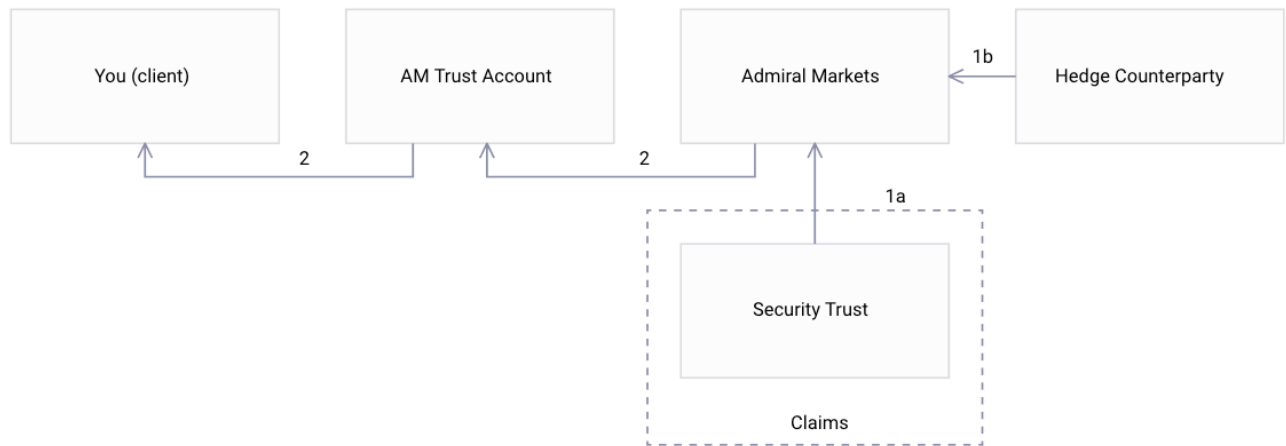 You (client)
AM Trust Account
Admiral Markets
1b
Hedge Counterparty
2
2
1a
Security Trust
Claims